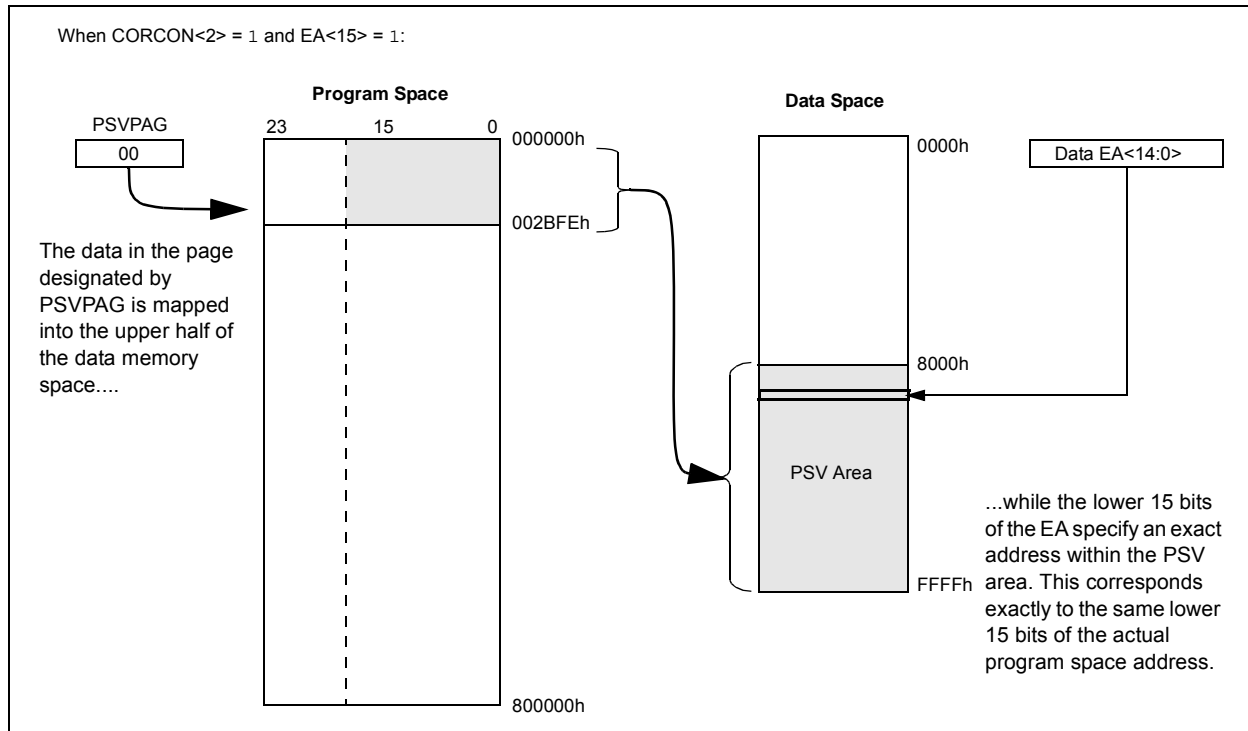 When CORCON<2> = 1 and EA<15> = 1:
Program Space
Data Space
PSVPAG
23 15 0
000000h
0000h
00
Data EA<14:0>
002BFEh
The data in the page
designated by
PSVPAG is mapped
into the upper half of
the data memory
space....
8000h
PSV Area
...while the lower 15 bits
of the EA specify an exact
address within the PSV
area. This corresponds
exactly to the same lower
15 bits of the actual
program space address.
FFFFh
800000h